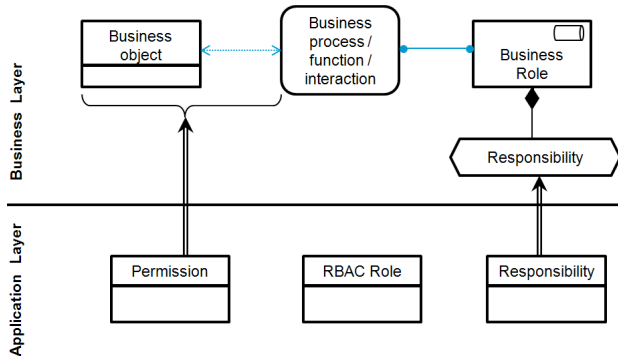 Business Layer
Business
object
Business
process /
function /
interaction
Business
Role
Responsibility
Application Layer
Permission
RBAC Role
Responsibility